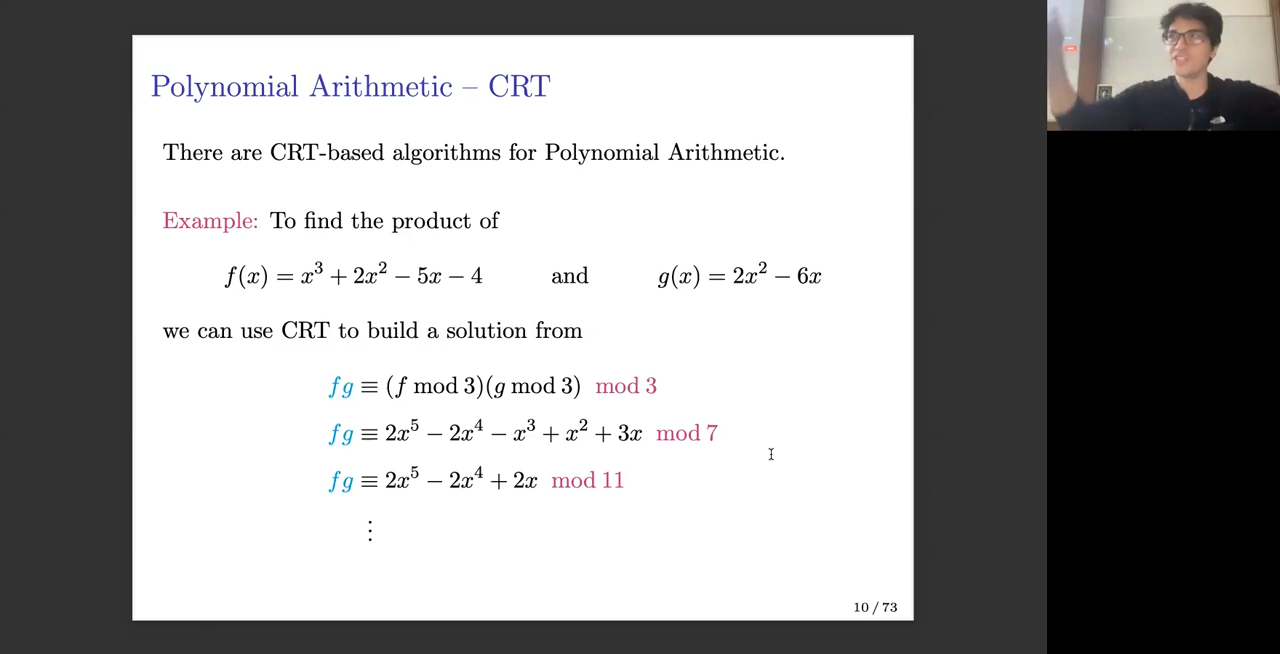 Polynomial Arithmetic – CRT
There are CRT-based algorithms for Polynomial Arithmetic.
Example: To find the product of
f(x) = x³ + 2x² − 5x − 4 and g(x) = 2x² − 6x
we can use CRT to build a solution from
fg ≡ (f mod 3)(g mod 3) mod 3
fg ≡ 2x⁵ − 2x⁴ − x³ + x² + 3x mod 7
fg ≡ 2x⁵ − 2x⁴ + 2x mod 11
⋮
10 / 73